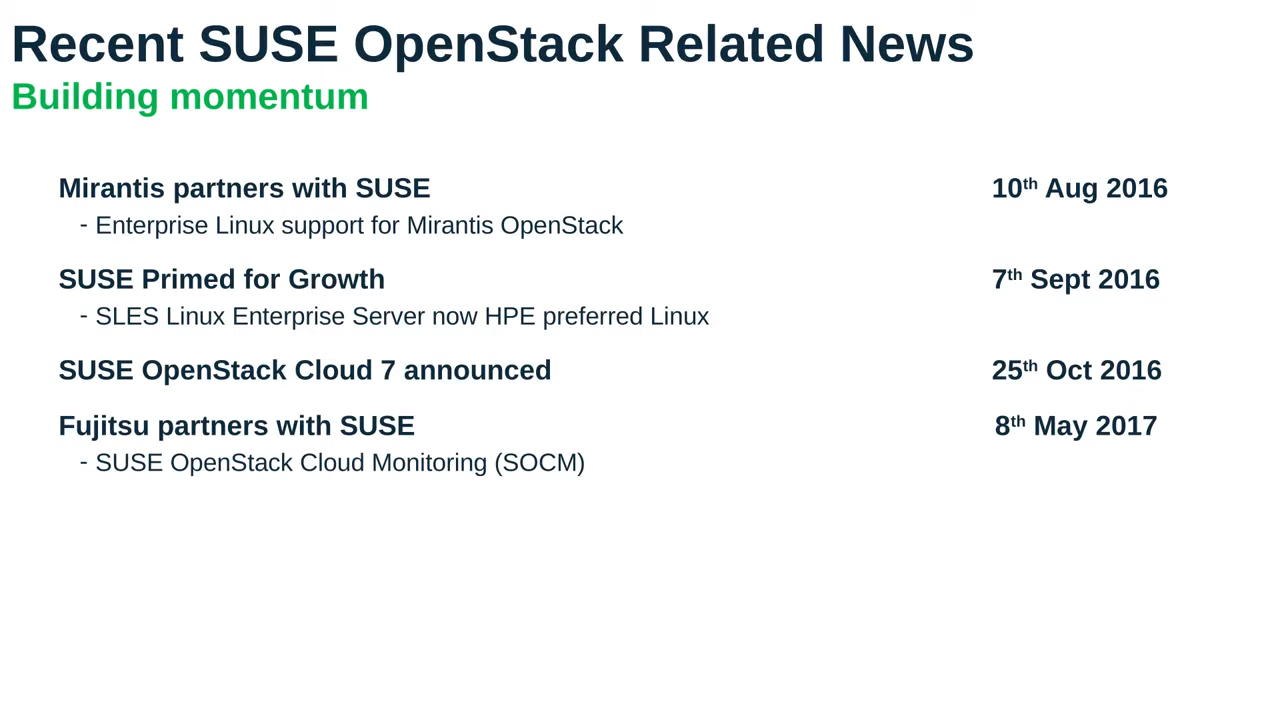 Recent SUSE OpenStack Related News
Building momentum
Mirantis partners with SUSE 10th Aug 2016
- Enterprise Linux support for Mirantis OpenStack
SUSE Primed for Growth 7th Sept 2016
- SLES Linux Enterprise Server now HPE preferred Linux
SUSE OpenStack Cloud 7 announced 25th Oct 2016
Fujitsu partners with SUSE 8th May 2017
- SUSE OpenStack Cloud Monitoring (SOCM)